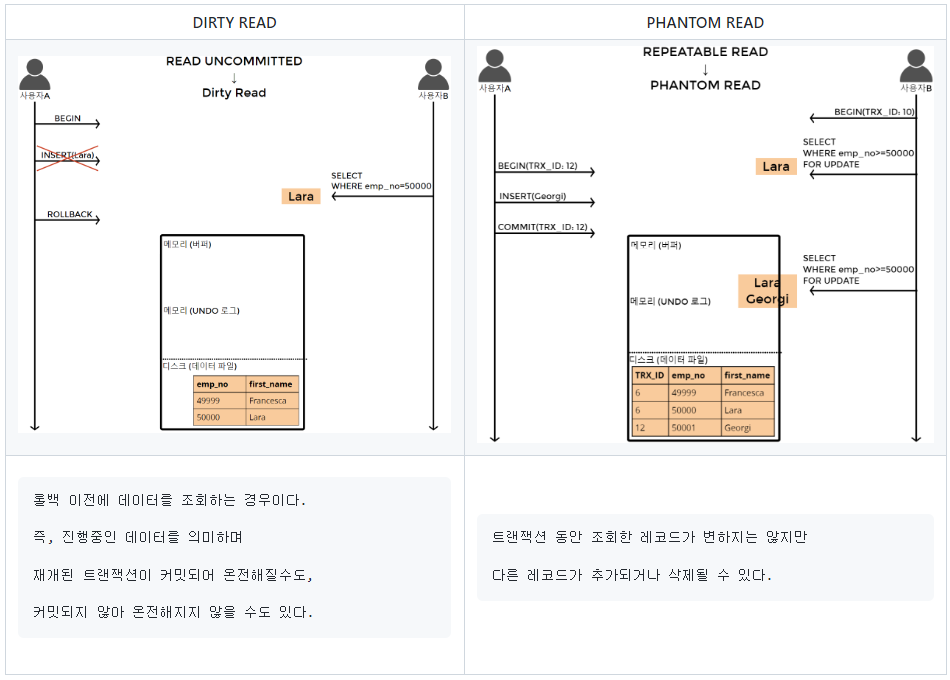 DIRTY READ
PHANTOM READ
READ UNCOMMITTED
↓
Dirty Read
사용자A
사용자B
BEGIN
INSERT(Lara)
SELECT
WHERE emp_no=50000
Lara
ROLLBACK
메모리 (버퍼)
메모리 (UNDO 로그)
디스크 (데이터 파일)
emp_no first_name
49999 Francesca
50000 Lara
REPEATABLE READ
↓
PHANTOM READ
사용자A
사용자B
BEGIN(TRX_ID: 10)
SELECT
WHERE emp_no>=50000
FOR UPDATE
Lara
BEGIN(TRX_ID: 12)
INSERT(Georgi)
COMMIT(TRX_ID: 12)
메모리 (버퍼)
SELECT
WHERE emp_no>=50000
FOR UPDATE
Lara
Georgi
메모리 (UNDO 로그)
디스크 (데이터 파일)
TRX_ID emp_no first_name
6 49999 Francesca
6 50000 Lara
12 50001 Georgi
롤백 이전에 데이터를 조회하는 경우이다.
즉, 진행중인 데이터를 의미하며
재개된 트랜잭션이 커밋되어 온전해질수도,
커밋되지 않아 온전해지지 않을 수도 있다.
트랜잭션 동안 조회한 레코드가 변하지는 않지만
다른 레코드가 추가되거나 삭제될 수 있다.